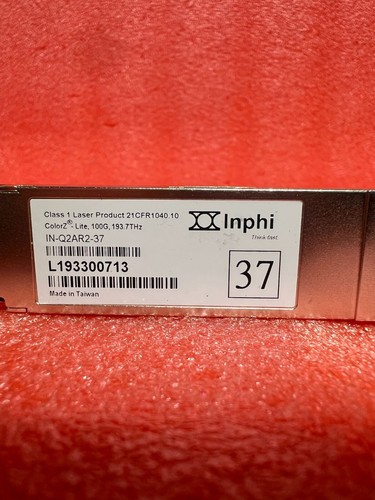 Class 1 Laser Product 21CFR1040.10
ColorZ®- Lite, 100G, 193.7THz
IN-Q2AR2-37
L193300713
Made in Taiwan
Inphi
Think fast
37